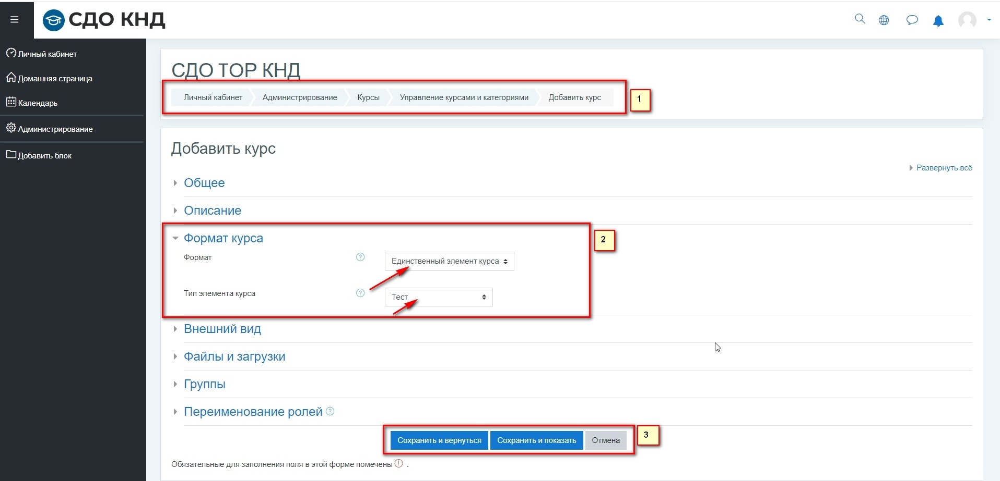 СДО КНД
Личный кабинет
Домашняя страница
Календарь
Администрирование
Добавить блок
СДО ТОР КНД
Личный кабинет Администрирование Курсы Управление курсами и категориями Добавить курс
1
Добавить курс
Развернуть всё
Общее
Описание
Формат курса
2
Формат ? Единственный элемент курса
Тип элемента курса ? Тест
Внешний вид
Файлы и загрузки
Группы
Переименование ролей ?
Сохранить и вернуться Сохранить и показать Отмена
3
Обязательные для заполнения поля в этой форме помечены ! .